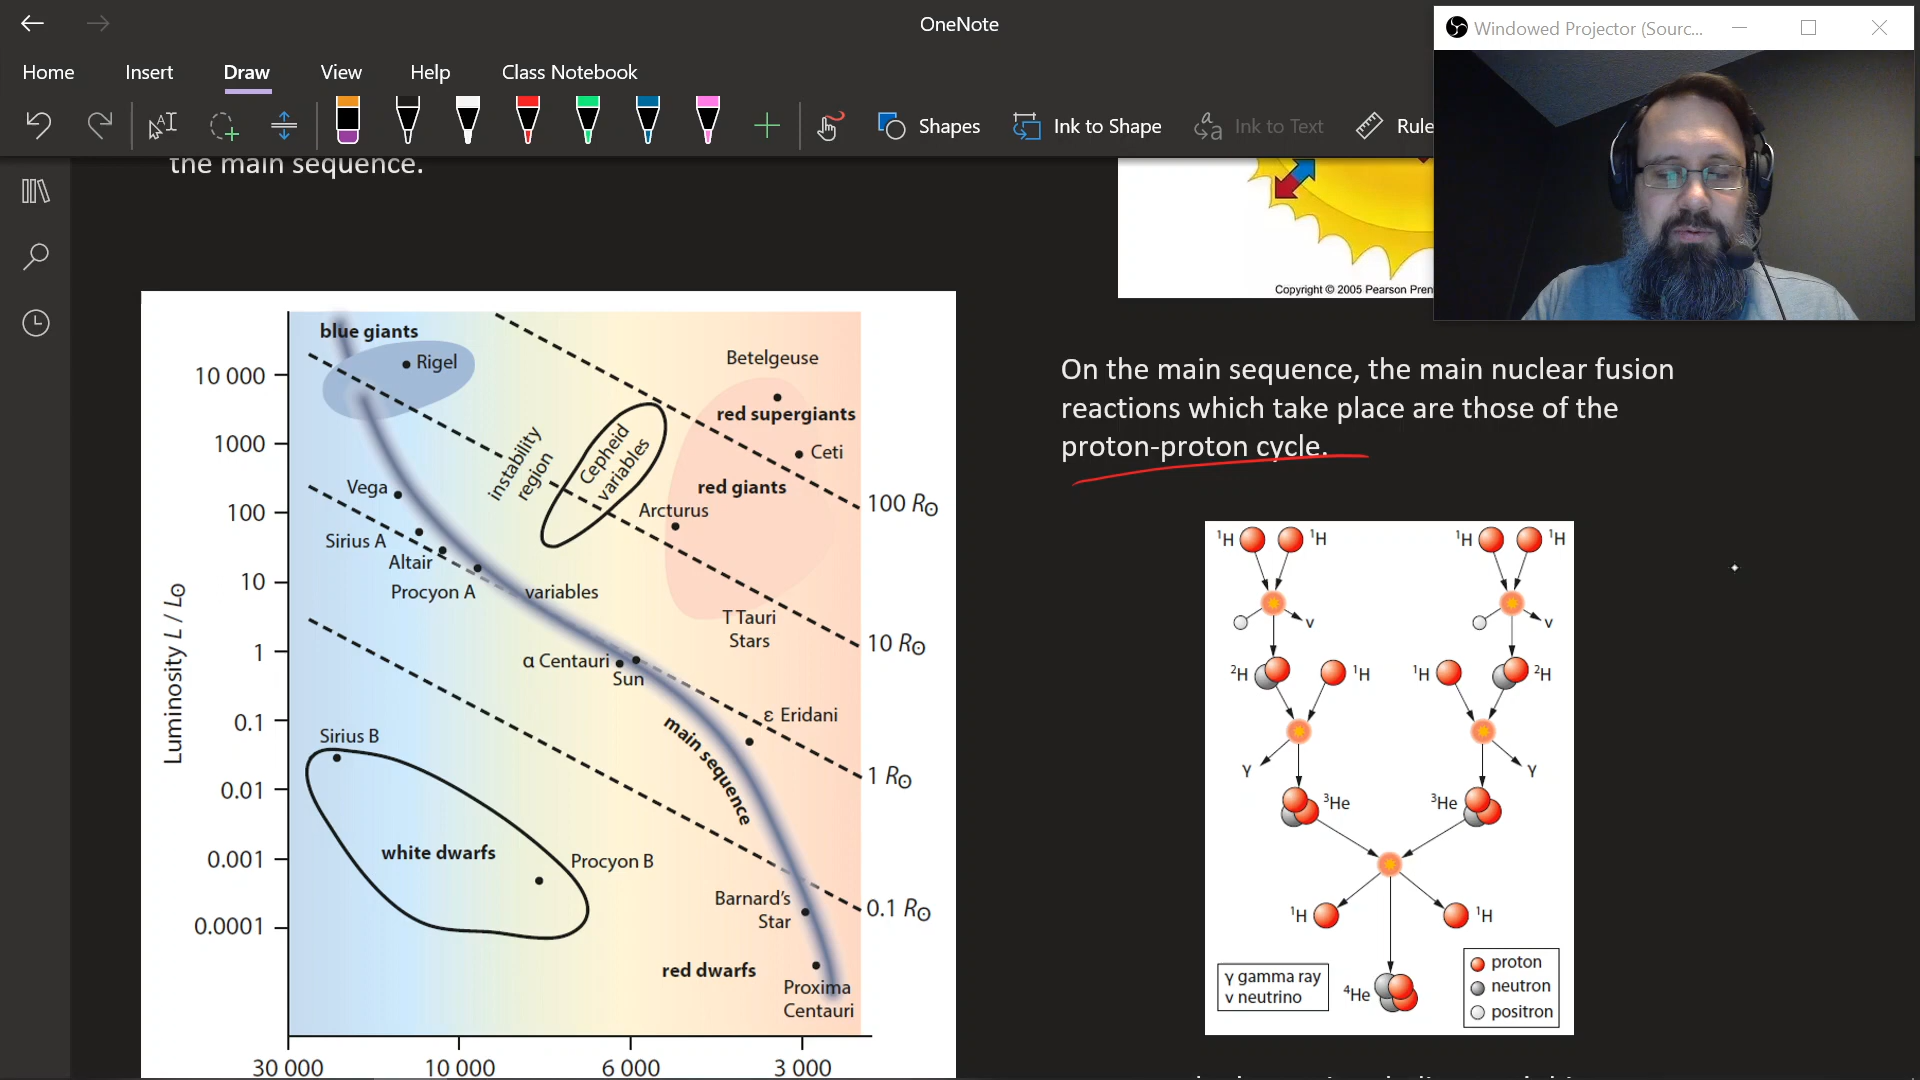 OneNote
Windowed Projector (Sourc...
Home Insert Draw View Help Class Notebook
Shapes Ink to Shape Ink to Text Rule
the main sequence.
Copyright © 2005 Pearson Pren
blue giants
Rigel
Betelgeuse
red supergiants
Ceti
instability
region
Cepheid
variables
red giants
Vega
Arcturus
Sirius A
Altair
Procyon A
variables
T Tauri
Stars
α Centauri
Sun
ε Eridani
main sequence
Sirius B
white dwarfs
Procyon B
Barnard's
Star
red dwarfs
Proxima
Centauri
Luminosity L / L⊙
10 000
1000
100
10
1
0.1
0.01
0.001
0.0001
100 R⊙
10 R⊙
1 R⊙
0.1 R⊙
30 000 10 000 6 000 3 000
On the main sequence, the main nuclear fusion
reactions which take place are those of the
proton-proton cycle.
¹H ¹H ¹H ¹H
ν ν
²H ¹H ¹H ²H
γ γ
³He ³He
¹H ¹H
⁴He
γ gamma ray
ν neutrino
proton
neutron
positron